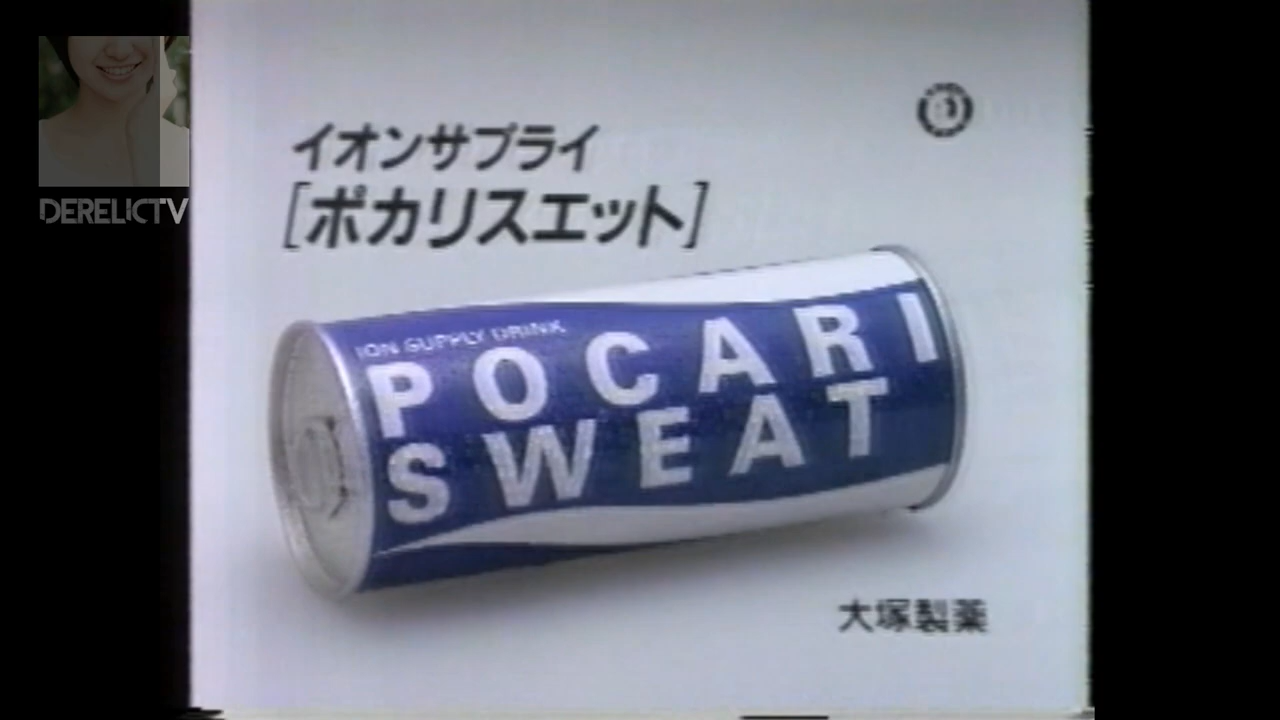 イオンサプライ
[ポカリスエット]
DERELICTV
ION SUPPLY DRINK
POCARI
SWEAT
大塚製薬